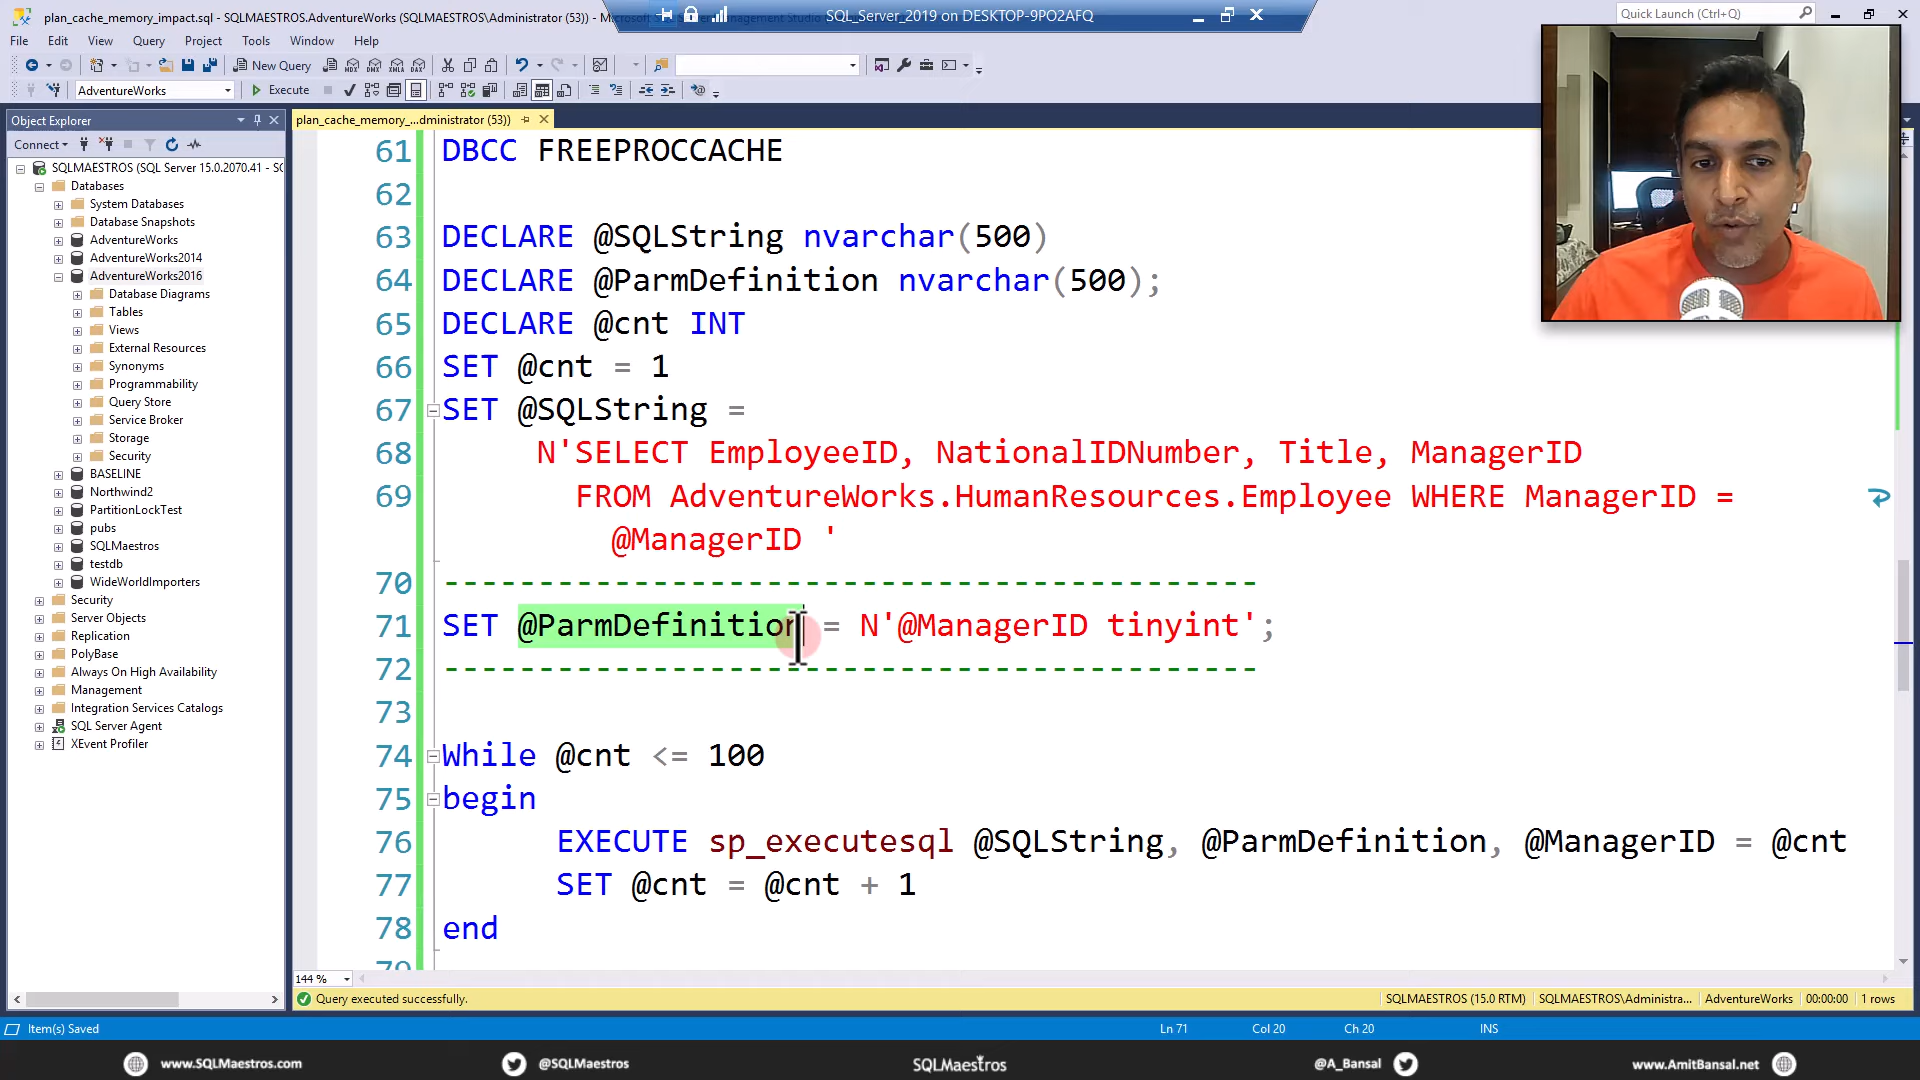 plan_cache_memory_impact.sql - SQLMAESTROS.AdventureWorks (SQLMAESTROS\Administrator (53))
SQL_Server_2019 on DESKTOP-9PO2AFQ
Quick Launch (Ctrl+Q)
File Edit View Query Project Tools Window Help
New Query
AdventureWorks
Execute
Object Explorer
plan_cache_memory_...dministrator (53))
Connect
SQLMAESTROS (SQL Server 15.0.2070.41 - SQ
Databases
System Databases
Database Snapshots
AdventureWorks
AdventureWorks2014
AdventureWorks2016
Database Diagrams
Tables
Views
External Resources
Synonyms
Programmability
Query Store
Service Broker
Storage
Security
BASELINE
Northwind2
PartitionLockTest
pubs
SQLMaestros
testdb
WideWorldImporters
Security
Server Objects
Replication
PolyBase
Always On High Availability
Management
Integration Services Catalogs
SQL Server Agent
XEvent Profiler
61 DBCC FREEPROCCACHE
62
63 DECLARE @SQLString nvarchar(500)
64 DECLARE @ParmDefinition nvarchar(500);
65 DECLARE @cnt INT
66 SET @cnt = 1
67 SET @SQLString =
68 N'SELECT EmployeeID, NationalIDNumber, Title, ManagerID
69 FROM AdventureWorks.HumanResources.Employee WHERE ManagerID =
@ManagerID '
70 -------------------------------------------
71 SET @ParmDefinition = N'@ManagerID tinyint';
72 -------------------------------------------
73
74 While @cnt <= 100
75 begin
76 EXECUTE sp_executesql @SQLString, @ParmDefinition, @ManagerID = @cnt
77 SET @cnt = @cnt + 1
78 end
79
144 %
Query executed successfully.
SQLMAESTROS (15.0 RTM) SQLMAESTROS\Administra... AdventureWorks 00:00:00 1 rows
Item(s) Saved
Ln 71 Col 20 Ch 20 INS
www.SQLMaestros.com @SQLMaestros SQLMaestros @A_Bansal www.AmitBansal.net